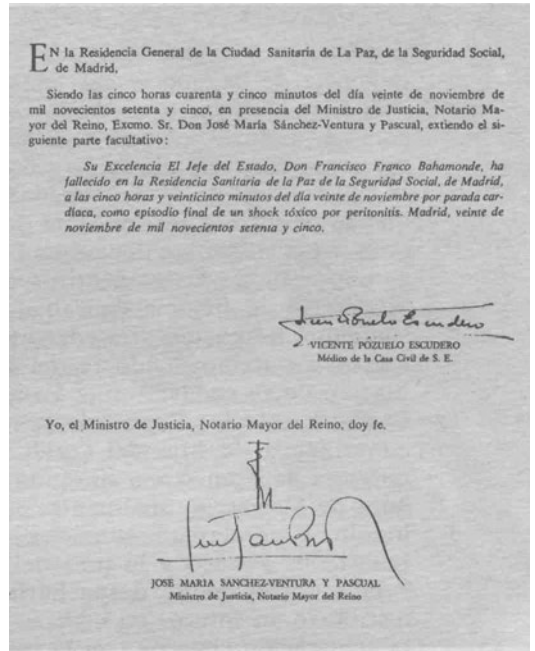 EN la Residencia General de la Ciudad Sanitaria de La Paz, de la Seguridad Social,
de Madrid,
Siendo las cinco horas cuarenta y cinco minutos del día veinte de noviembre de
mil novecientos setenta y cinco, en presencia del Ministro de Justicia, Notario Ma-
yor del Reino, Excmo. Sr. Don José María Sánchez-Ventura y Pascual, extiendo el si-
guiente parte facultativo:
Su Excelencia El Jefe del Estado, Don Francisco Franco Bahamonde, ha
fallecido en la Residencia Sanitaria de la Paz de la Seguridad Social, de Madrid,
a las cinco horas y veinticinco minutos del día veinte de noviembre por parada car-
díaca, como episodio final de un shock tóxico por peritonitis. Madrid, veinte de
noviembre de mil novecientos setenta y cinco.
VICENTE POZUELO ESCUDERO
Médico de la Casa Civil de S. E.
Yo, el Ministro de Justicia, Notario Mayor del Reino, doy fe.
JOSE MARIA SANCHEZ-VENTURA Y PASCUAL
Ministro de Justicia, Notario Mayor del Reino